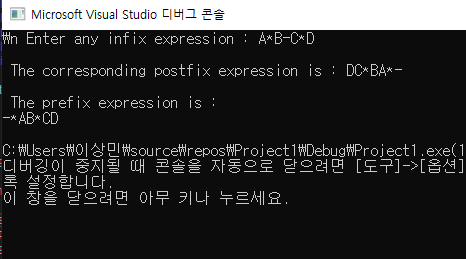 Microsoft Visual Studio 디버그 콘솔
₩n Enter any infix expression : A*B-C*D
The corresponding postfix expression is : DC*BA*-
The prefix expression is :
-*AB*CD
C:₩Users₩이상민₩source₩repos₩Project1₩Debug₩Project1.exe(1
디버깅이 중지될 때 콘솔을 자동으로 닫으려면 [도구]->[옵션]
록 설정합니다.
이 창을 닫으려면 아무 키나 누르세요.